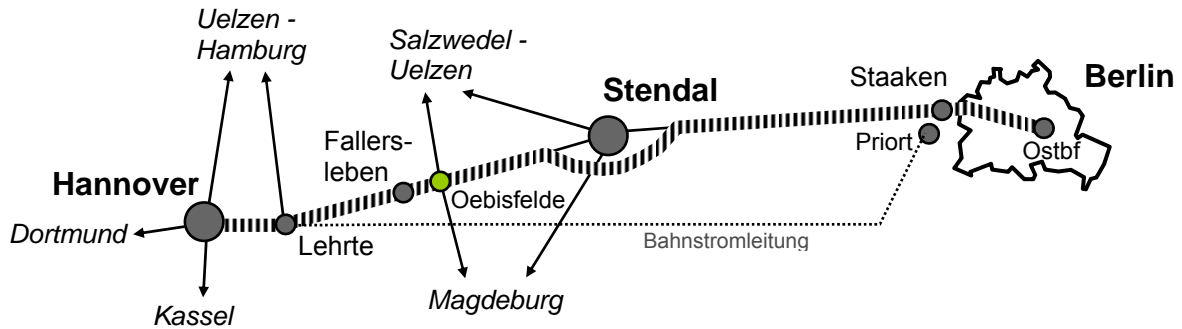 Uelzen -
Hamburg
Salzwedel -
Uelzen
Stendal
Staaken
Berlin
Fallers-
leben
Priort
Ostbf
Hannover
Oebisfelde
Dortmund
Lehrte
Bahnstromleitung
Magdeburg
Kassel